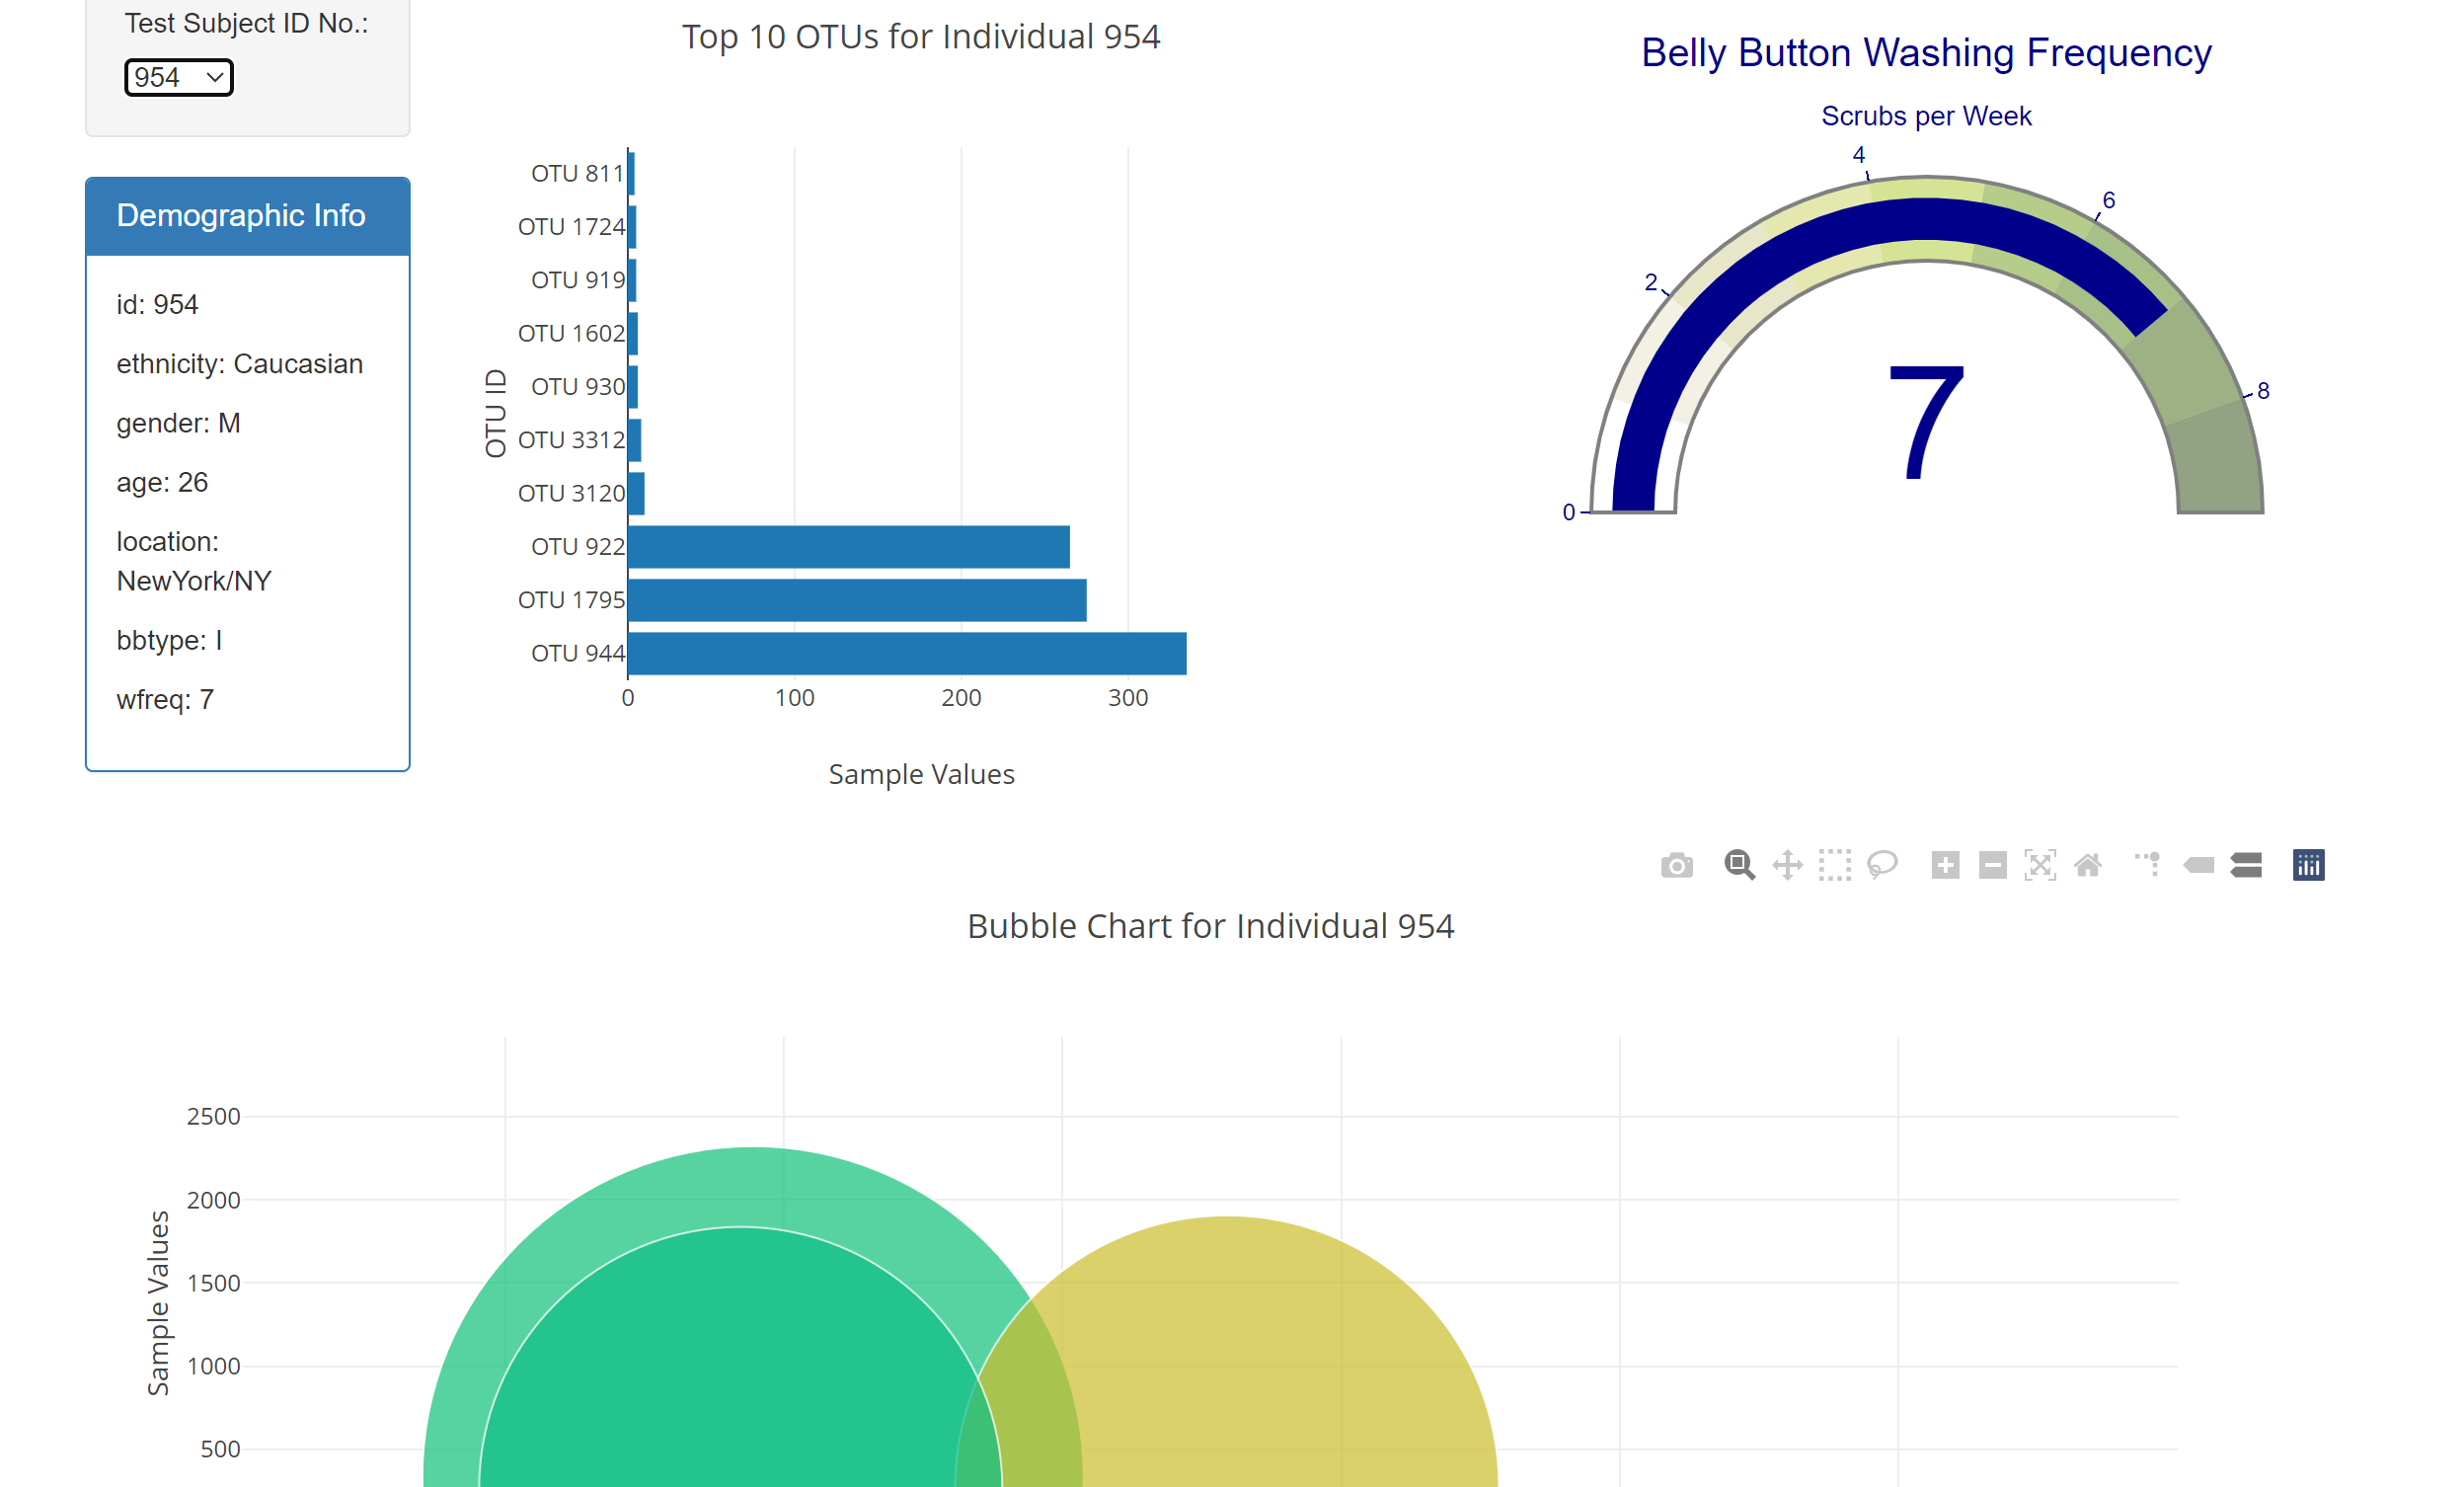 Test Subject ID No.:
954
Demographic Info
id: 954
ethnicity: Caucasian
gender: M
age: 26
location:
NewYork/NY
bbtype: I
wfreq: 7
Top 10 OTUs for Individual 954
OTU ID
OTU 811
OTU 1724
OTU 919
OTU 1602
OTU 930
OTU 3312
OTU 3120
OTU 922
OTU 1795
OTU 944
0 100 200 300
Sample Values
Belly Button Washing Frequency
Scrubs per Week
0
2
4
6
8
7
Bubble Chart for Individual 954
Sample Values
2500
2000
1500
1000
500